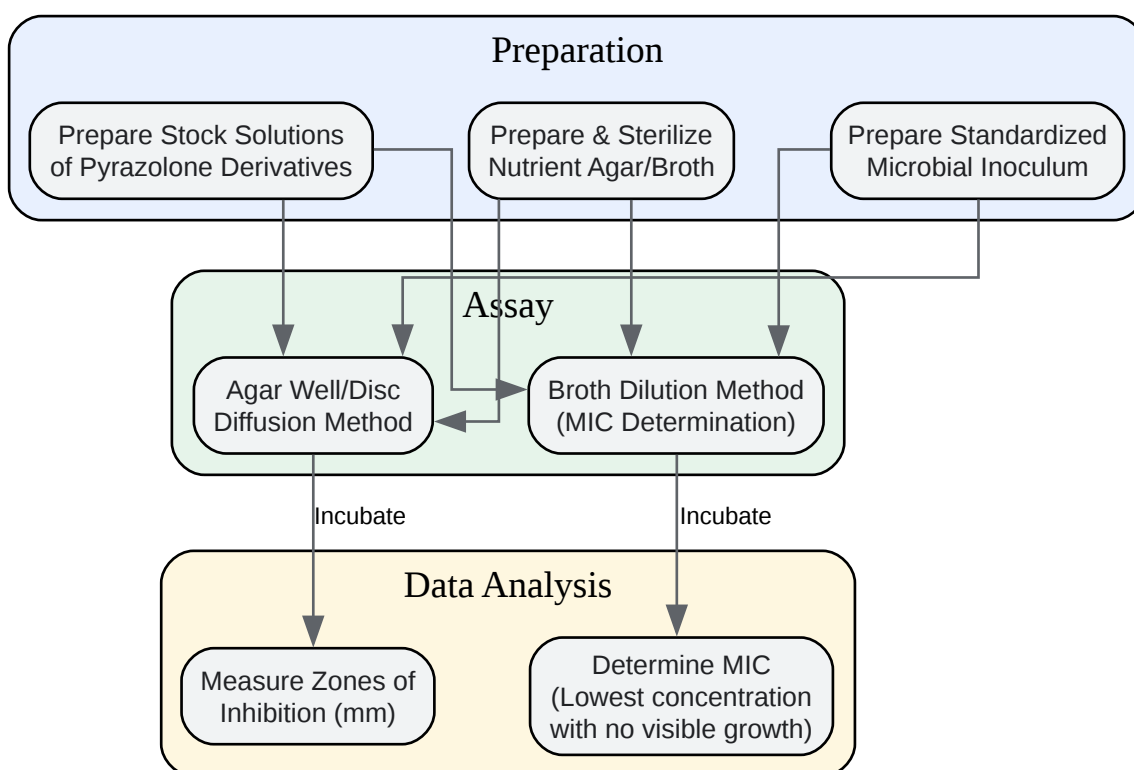 Preparation
Prepare Stock Solutions
of Pyrazolone Derivatives
Prepare & Sterilize
Nutrient Agar/Broth
Prepare Standardized
Microbial Inoculum
Assay
Agar Well/Disc
Diffusion Method
Broth Dilution Method
(MIC Determination)
Incubate
Incubate
Data Analysis
Measure Zones of
Inhibition (mm)
Determine MIC
(Lowest concentration
with no visible growth)